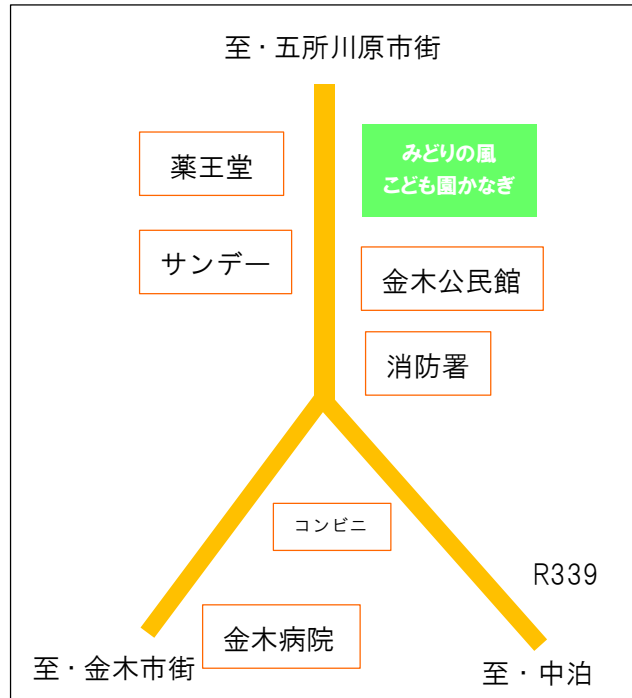 至・五所川原市街
薬王堂
みどりの風
こども園かなぎ
サンデー
金木公民館
消防署
コンビニ
R339
金木病院
至・金木市街
至・中泊